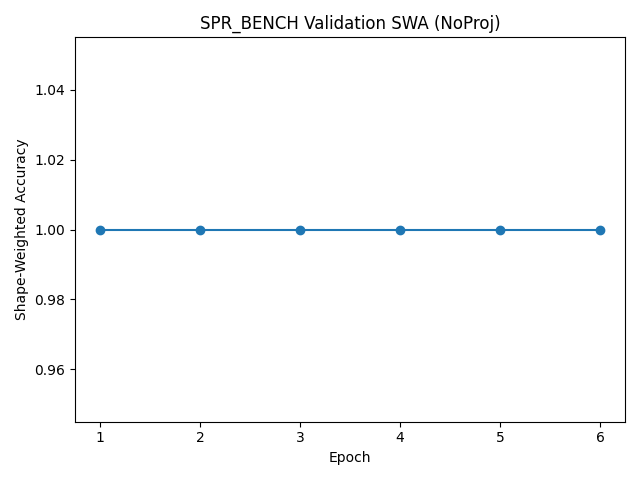 SPR_BENCH Validation SWA (NoProj)
Shape-Weighted Accuracy
1.04
1.02
1.00
0.98
0.96
1 2 3 4 5 6
Epoch